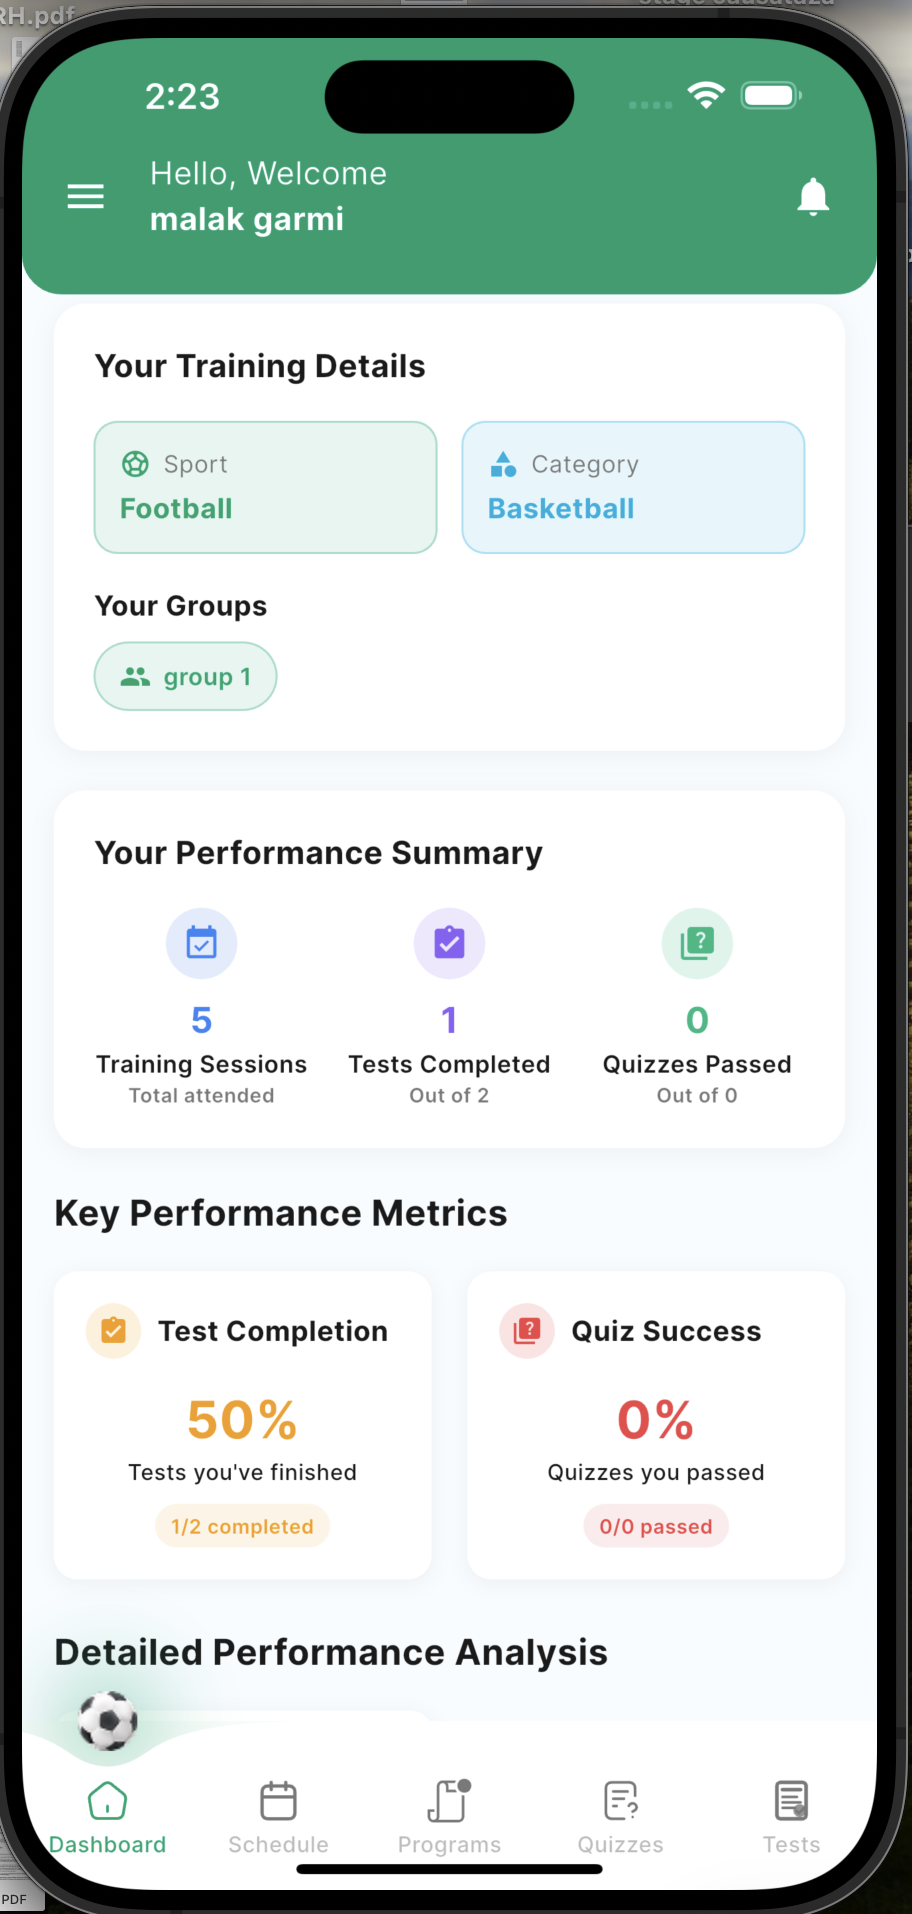 RH.pdf
2:23
Hello, Welcome
malak garmi
Your Training Details
Sport
Football
Category
Basketball
Your Groups
group 1
Your Performance Summary
5
Training Sessions
Total attended
1
Tests Completed
Out of 2
0
Quizzes Passed
Out of 0
Key Performance Metrics
Test Completion
50%
Tests you've finished
1/2 completed
Quiz Success
0%
Quizzes you passed
0/0 passed
Detailed Performance Analysis
Dashboard
Schedule
Programs
Quizzes
Tests
PDF